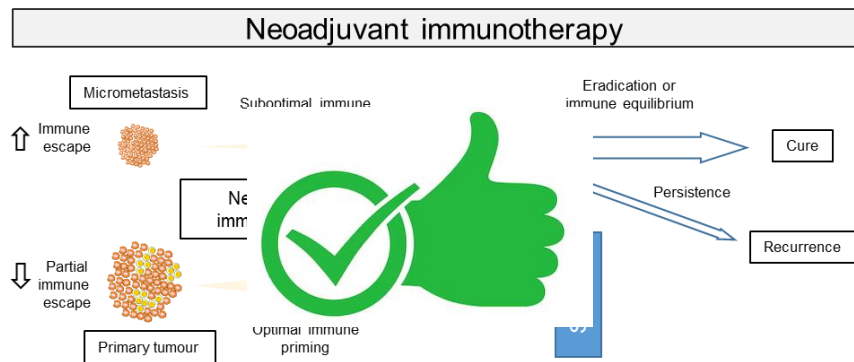 Neoadjuvant immunotherapy
Micrometastasis
Suboptimal immune
Eradication or
immune equilibrium
Immune
escape
Cure
Persistence
Partial
immune
escape
Recurrence
Optimal immune
priming
Primary tumour